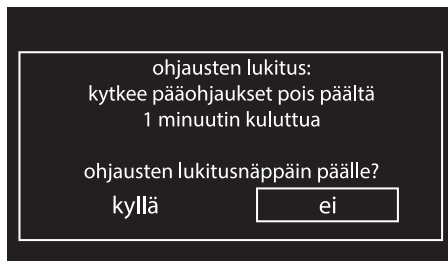 ohjausten lukitus:
kytkee pääohjaukset pois päältä
1 minuutin kuluttua
ohjausten lukitusnäppäin päälle?
kyllä ei